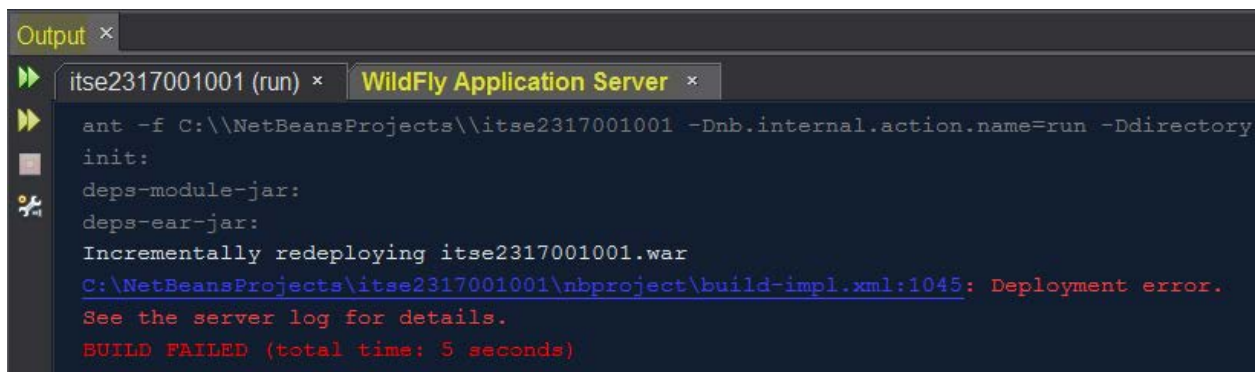 Output ×
itse2317001001 (run) × WildFly Application Server ×
ant -f C:\\NetBeansProjects\\itse2317001001 -Dnb.internal.action.name=run -Ddirectory
init:
deps-module-jar:
deps-ear-jar:
Incrementally redeploying itse2317001001.war
C:\NetBeansProjects\itse2317001001\nbproject\build-impl.xml:1045: Deployment error.
See the server log for details.
BUILD FAILED (total time: 5 seconds)